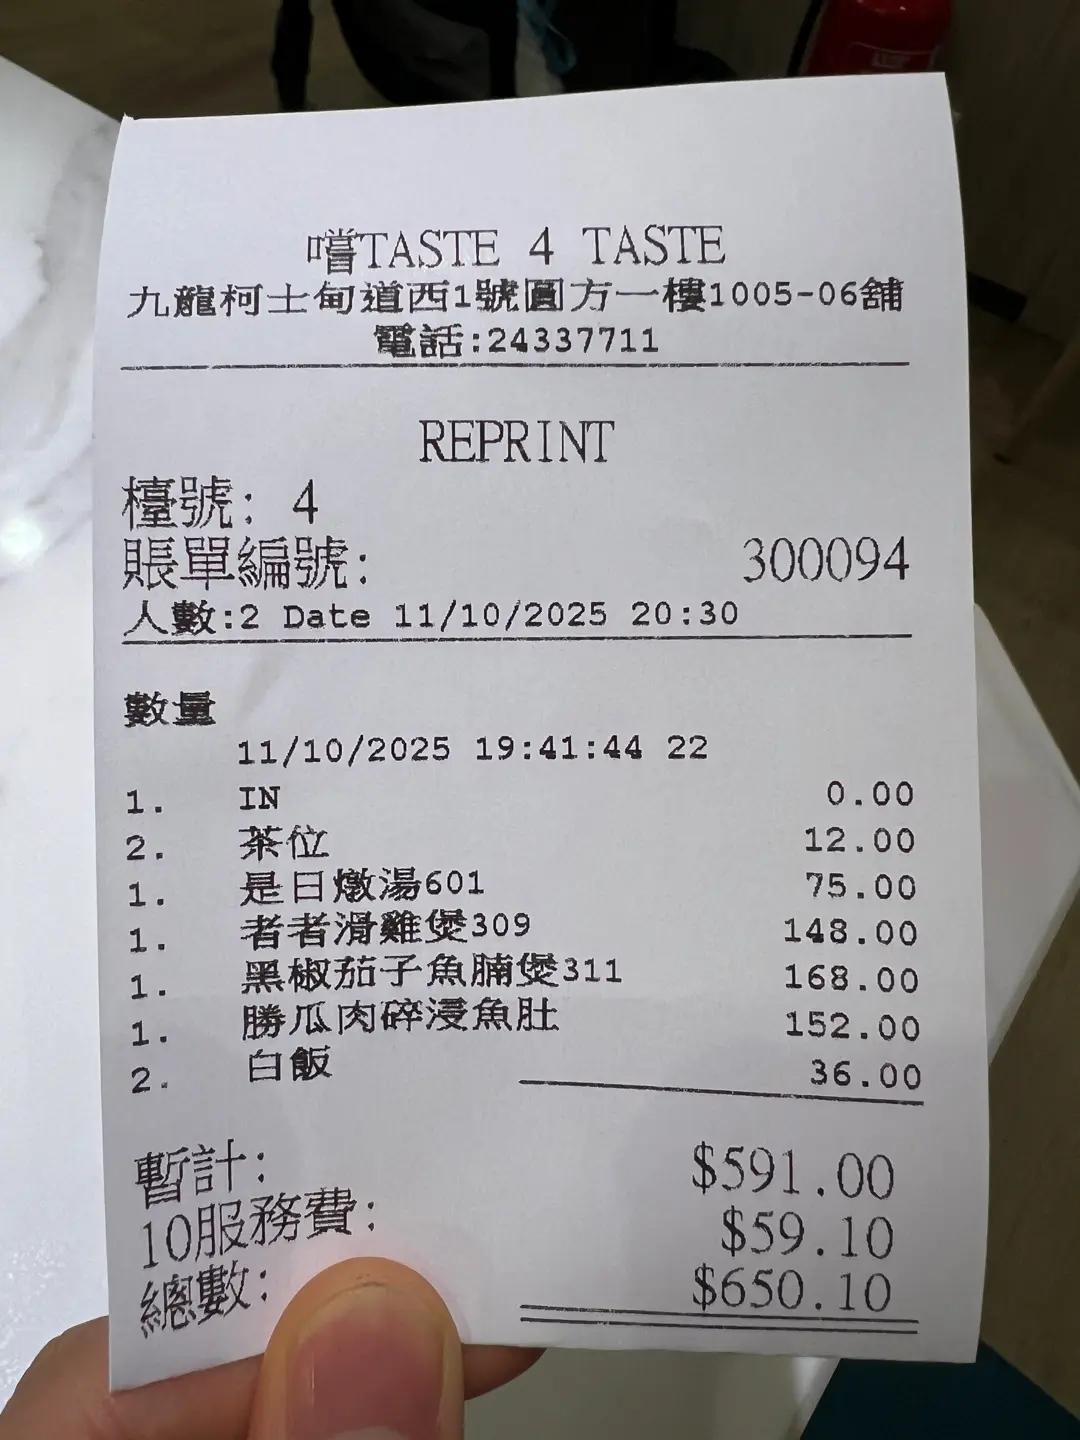 嚐TASTE 4 TASTE
九龍柯士甸道西1號圓方一樓1005-06舖
電話:24337711
REPRINT
檯號: 4
賬單編號: 300094
人數:2 Date 11/10/2025 20:30
數量
11/10/2025 19:41:44 22
1. IN 0.00
2. 茶位 12.00
1. 是日燉湯601 75.00
1. 者者滑雞煲309 148.00
1. 黑椒茄子魚腩煲311 168.00
1. 勝瓜肉碎浸魚肚 152.00
2. 白飯 36.00
暫計: $591.00
10服務費: $59.10
總數: $650.10